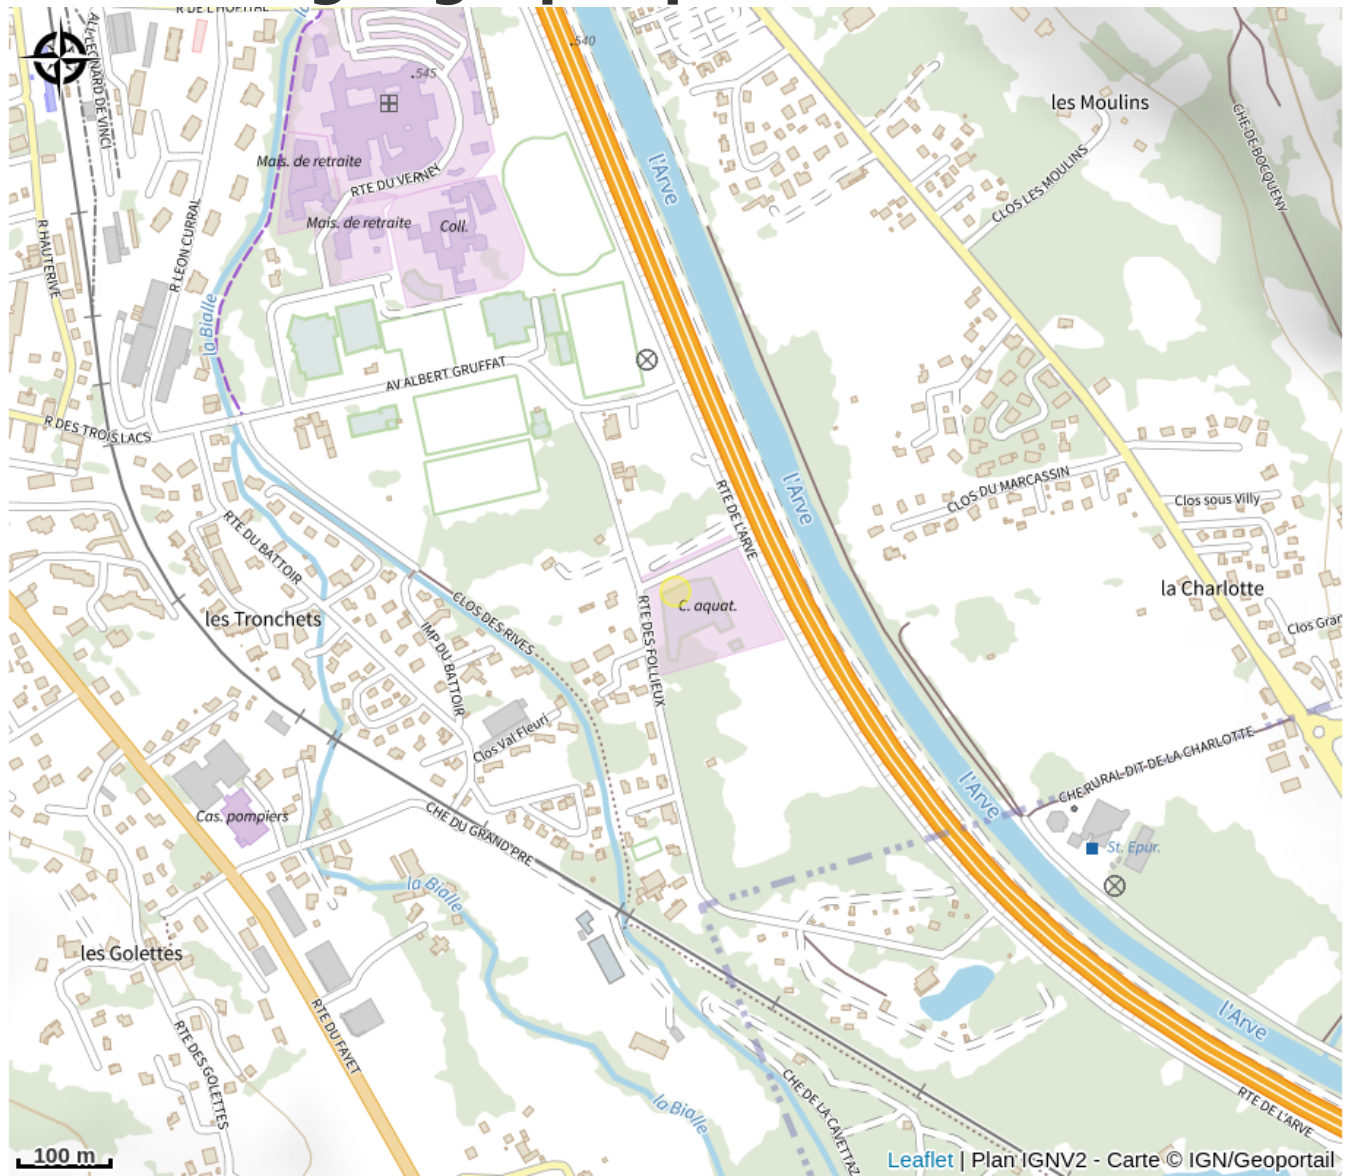 R DE L'HOPITAL
540
.545
ALL LEONARD DE VINCI
les Moulins
CHE DE BOCQUENY
l'Arve
Mais. de retraite
RTE DU VERNEY
CLOS LES MOULINS
Mais. de retraite
Coll.
R HAUTERIVE
R LEON CURRAL
la Bialle
AV ALBERT GRUFFAT
R DES TROIS LACS
CLOS DU MARCASSIN
Clos sous Villy
l'Arve
RTE DE L'ARVE
RTE DU BATTOIR
la Charlotte
les Tronchets
CLOS DES RIVES
C. aquat.
Clos Gran
IMP DU BATTOIR
RTE DES FOLLIEUX
Clos Val Fleuri
CHE RURAL DIT DE LA CHARLOTTE
l'Arve
Cas. pompiers
CHE DU GRAND PRE
St. Epur.
la Bialle
les Golettes
RTE DU FAYET
RTE DES GOLETTES
l'Arve
la Bialle
CHE DE LA CAVETTAZ
RTE DE L'ARVE
100 m
Leaflet | Plan IGNV2 - Carte © IGN/Geoportail